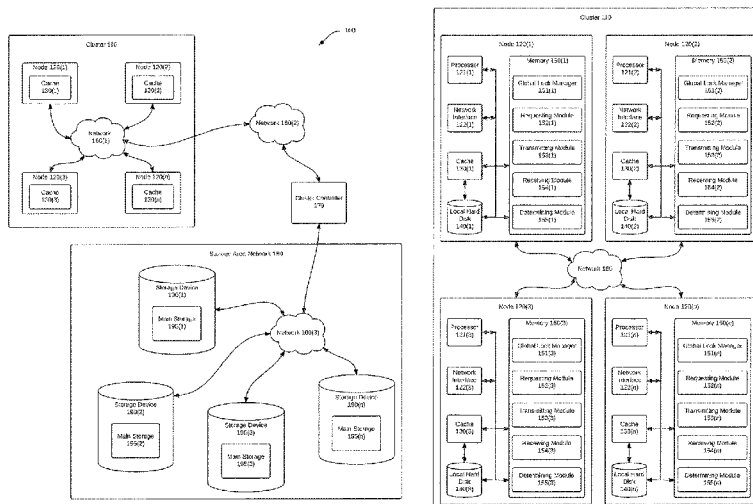 100
Cluster 110
Node 120(1)
Cache
130(1)
Node 120(2)
Cache
130(2)
Network
160(1)
Node 120(3)
Cache
130(3)
Node 120(n)
Cache
130(n)
Network 160(2)
Cluster Controller
170
Storage Area Network 180
Storage Device
190(1)
Main Storage
195(1)
Network 160(3)
Storage Device
190(2)
Main Storage
195(2)
Storage Device
190(3)
Main Storage
195(3)
Storage Device
190(n)
Main Storage
195(n)
Cluster 110
Node 120(1)
Processor
121(1)
Network
Interface
122(1)
Cache
130(1)
Local Hard
Disk
140(1)
Memory 150(1)
Global Lock Manager
151(1)
Requesting Module
152(1)
Transmitting Module
153(1)
Receiving Module
154(1)
Determining Module
155(1)
Node 120(2)
Processor
121(2)
Network
Interface
122(2)
Cache
130(2)
Local Hard
Disk
140(2)
Memory 150(2)
Global Lock Manager
151(2)
Requesting Module
152(2)
Transmitting Module
153(2)
Receiving Module
154(2)
Determining Module
155(2)
Network 160
Node 120(3)
Processor
121(3)
Network
Interface
122(3)
Cache
130(3)
Local Hard
Disk
140(3)
Memory 150(3)
Global Lock Manager
151(3)
Requesting Module
152(3)
Transmitting Module
153(3)
Receiving Module
154(3)
Determining Module
155(3)
Node 120(n)
Processor
121(n)
Network
Interface
122(n)
Cache
130(n)
Local Hard
Disk
140(n)
Memory 150(n)
Global Lock Manager
151(n)
Requesting Module
152(n)
Transmitting Module
153(n)
Receiving Module
154(n)
Determining Module
155(n)